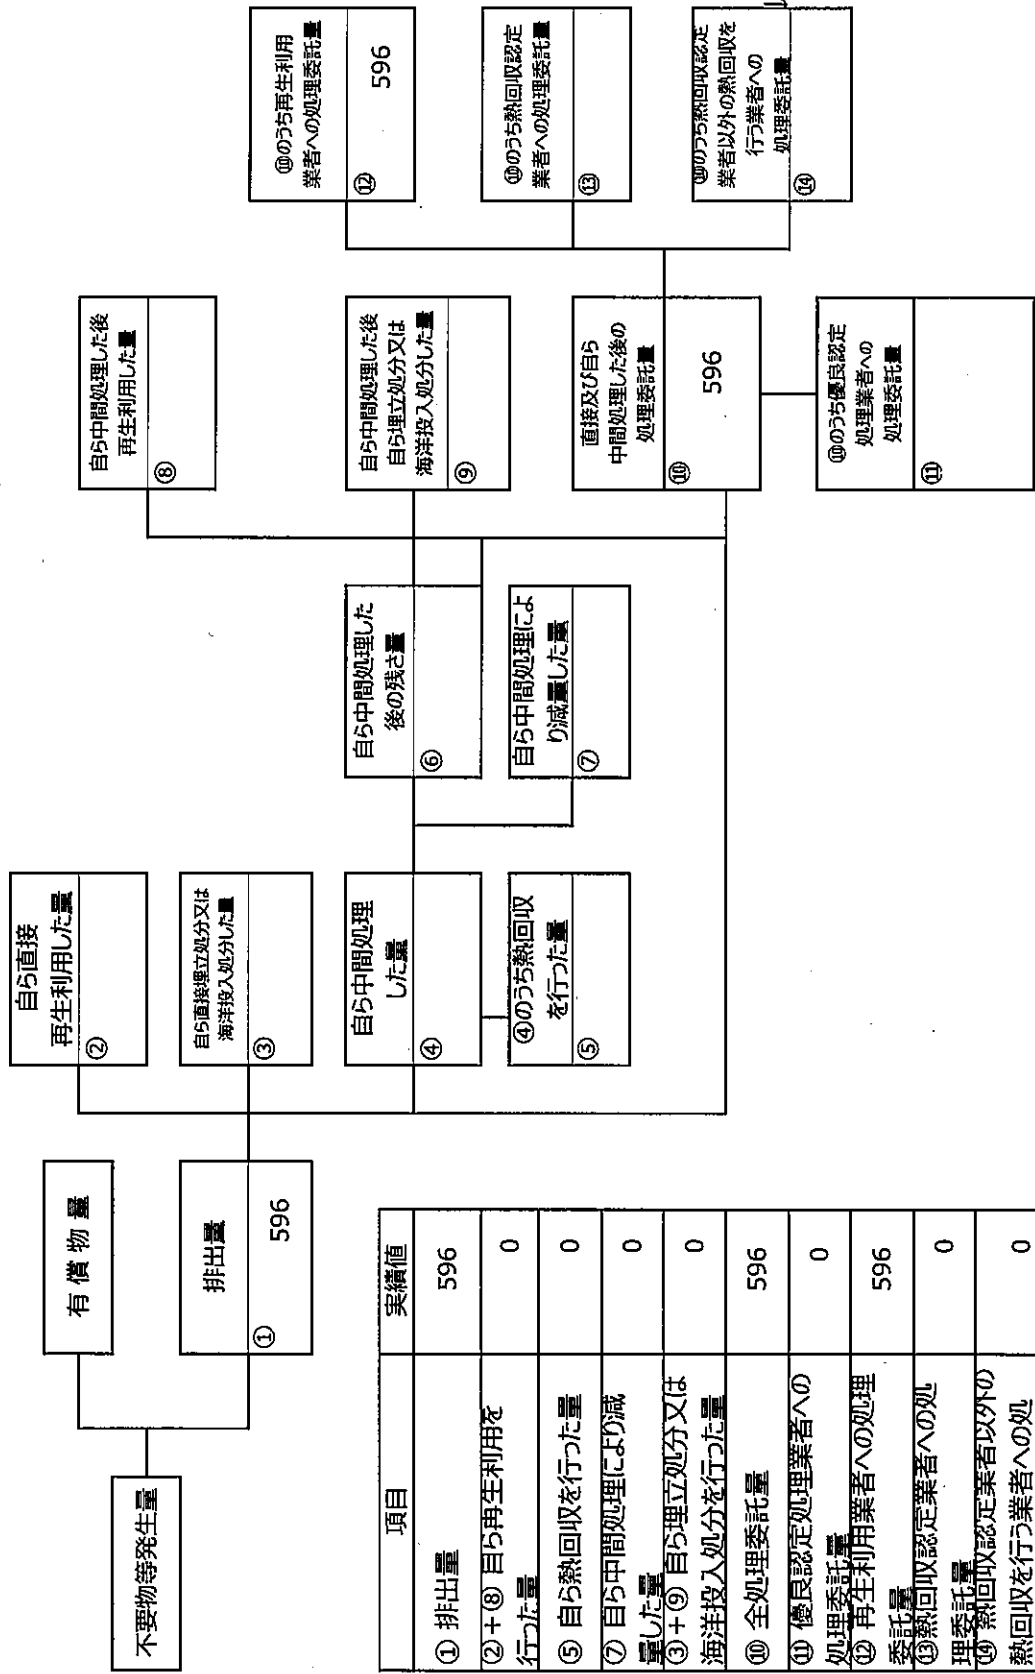 不要物等発生量
有 償 物 量
排出量
①
596
自ら直接
再生利用した量
②
自ら直接埋立処分又は
海洋投入処分した量
③
自ら中間処理
した量
④
④のうち熱回収
を行った量
⑤
自ら中間処理した
後の残さ量
⑥
自ら中間処理によ
り減量した量
⑦
自ら中間処理した後
再生利用した量
⑧
自ら中間処理した後
自ら埋立処分又は
海洋投入処分した量
⑨
直接及び自ら
中間処理した後の
処理委託量
⑩
596
⑩のうち優良認定
処理業者への
処理委託量
⑪
⑩のうち再生利用
業者への処理委託量
⑫
596
⑩のうち熱回収認定
業者への処理委託量
⑬
⑩のうち熱回収認定
業者以外の熱回収を
行う業者への
処理委託量
⑭
項目 実績値
① 排出量 596
②+⑧ 自ら再生利用を
行った量 0
⑤ 自ら熱回収を行った量 0
⑦ 自ら中間処理により減
量した量 0
③+⑨ 自ら埋立処分又は
海洋投入処分を行った量 0
⑩ 全処理委託量 596
⑪ 優良認定処理業者への
処理委託量 0
⑫ 再生利用業者への処理
委託量 596
⑬熱回収認定業者への処
理委託量 0
⑭ 熱回収認定業者以外の
熱回収を行う業者への処 0